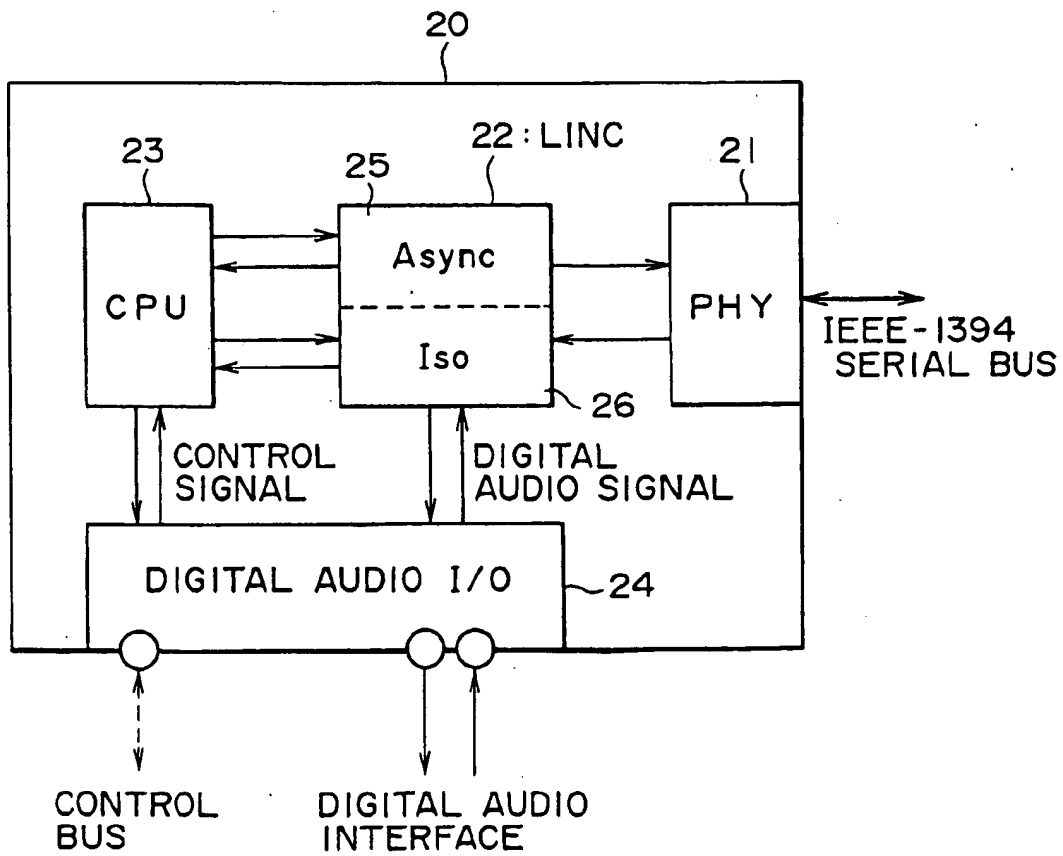 20
23
25
22: LINC
21
Async
CPU
PHY
Iso
IEEE-1394
SERIAL BUS
26
CONTROL
SIGNAL
DIGITAL
AUDIO SIGNAL
DIGITAL AUDIO I/O
24
CONTROL
BUS
DIGITAL AUDIO
INTERFACE